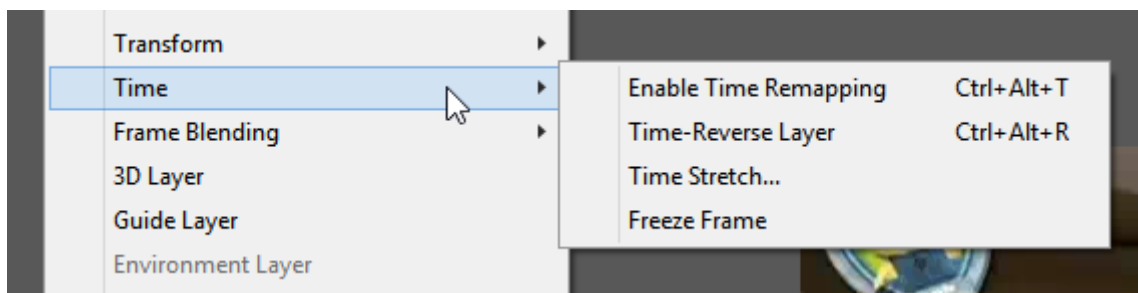 Transform
Time
Enable Time Remapping Ctrl+Alt+T
Frame Blending
Time-Reverse Layer Ctrl+Alt+R
3D Layer
Time Stretch...
Guide Layer
Freeze Frame
Environment Layer